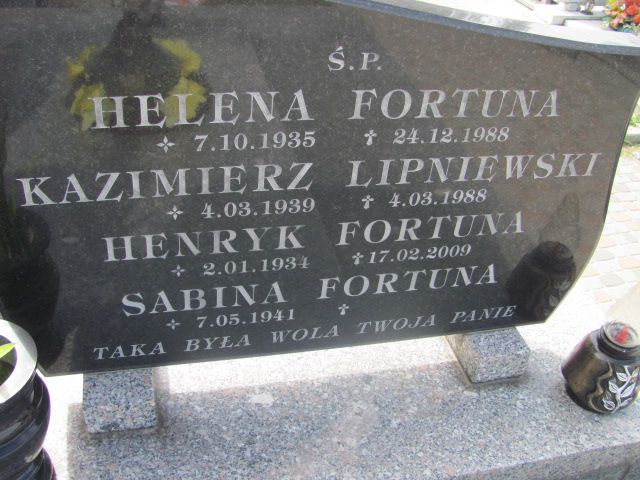 Ś.P.
HELENA FORTUNA
7.10.1935 ✝ 24.12.1988
KAZIMIERZ LIPNIEWSKI
4.03.1939 ✝ 4.03.1988
HENRYK FORTUNA
2.01.1934 ✝ 17.02.2009
SABINA FORTUNA
7.05.1941 ✝
TAKA BYŁA WOLA TWOJA PANIE